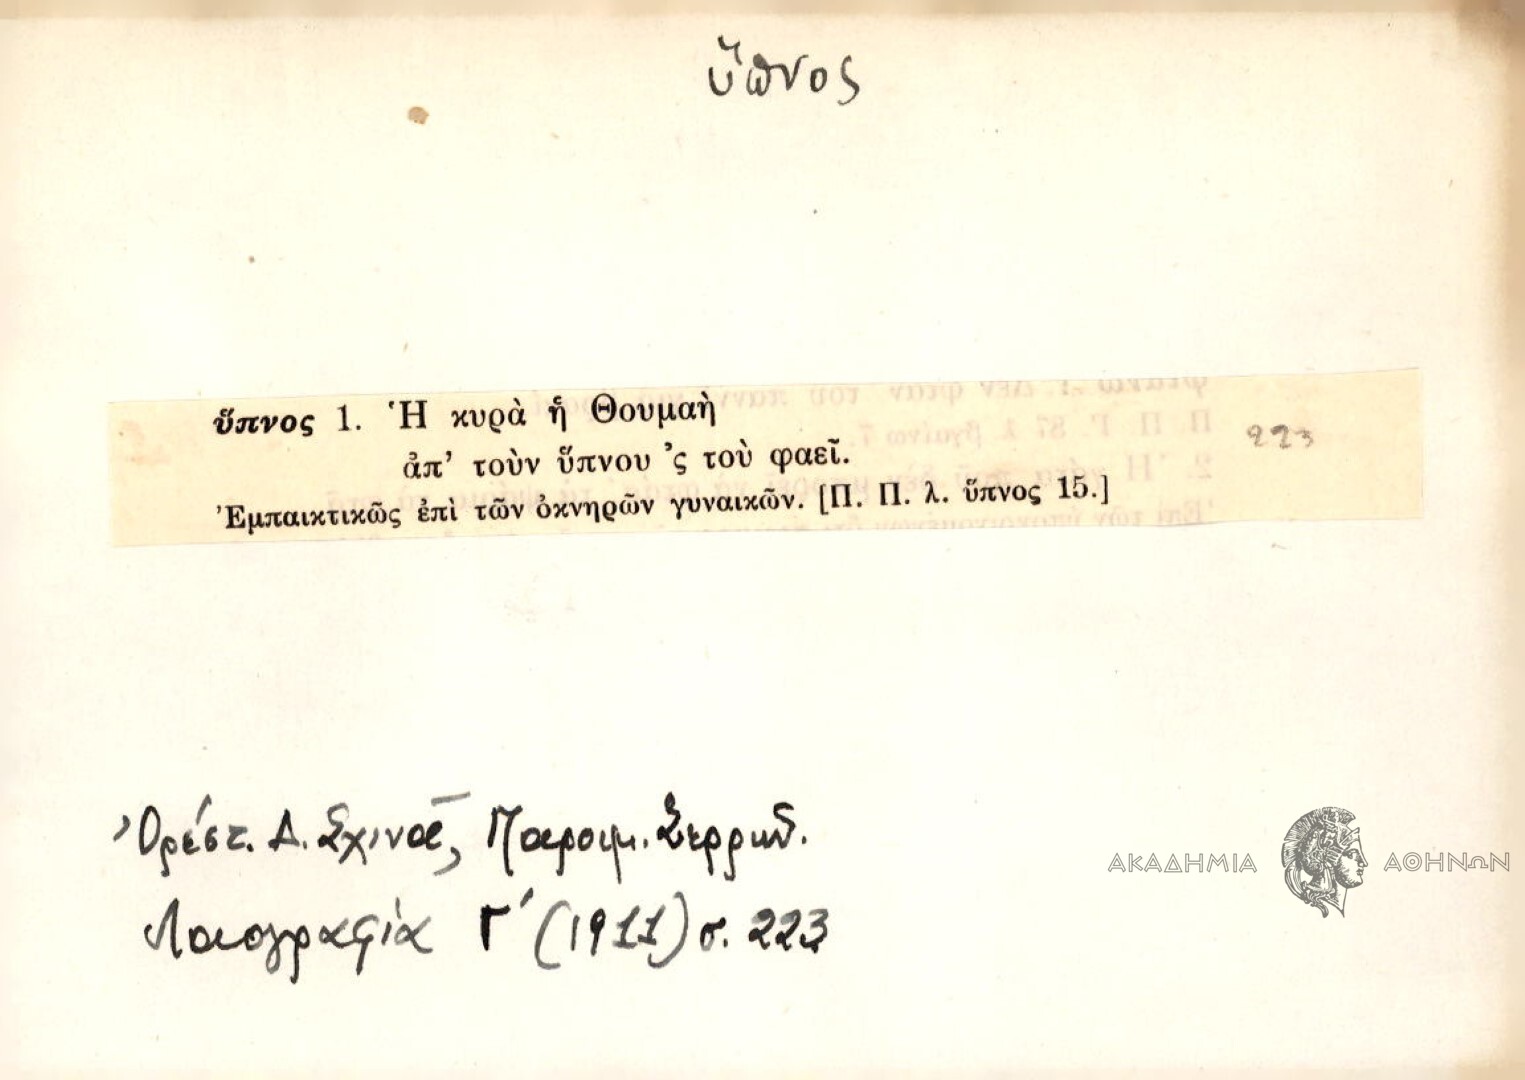 ὕπνος
ὕπνος 1. Ἡ κυρὰ ἡ Θουμαὴ
ἀπ' τοὺν ὕπνου 'ς τοὺ φαεῖ.
Ἐμπαικτικῶς ἐπὶ τῶν ὀκνηρῶν γυναικῶν. [Π. Π. λ. ὕπνος 15.]
223
Ὀρέστ. Δ. Σχινᾶ, Παροιμ. Σερρῶν.
Λαογραφία Γ' (1911) σ. 223
ΑΚΑΔΗΜΙΑ ΑΘΗΝΩΝ